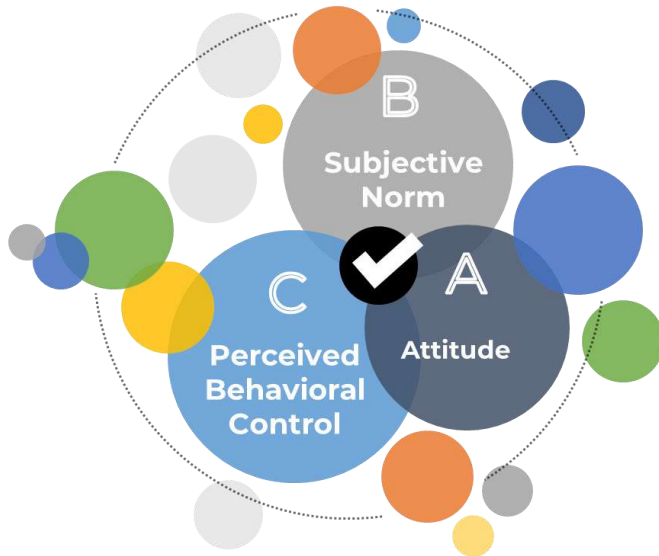 B
Subjective
Norm
A
Attitude
C
Perceived
Behavioral
Control